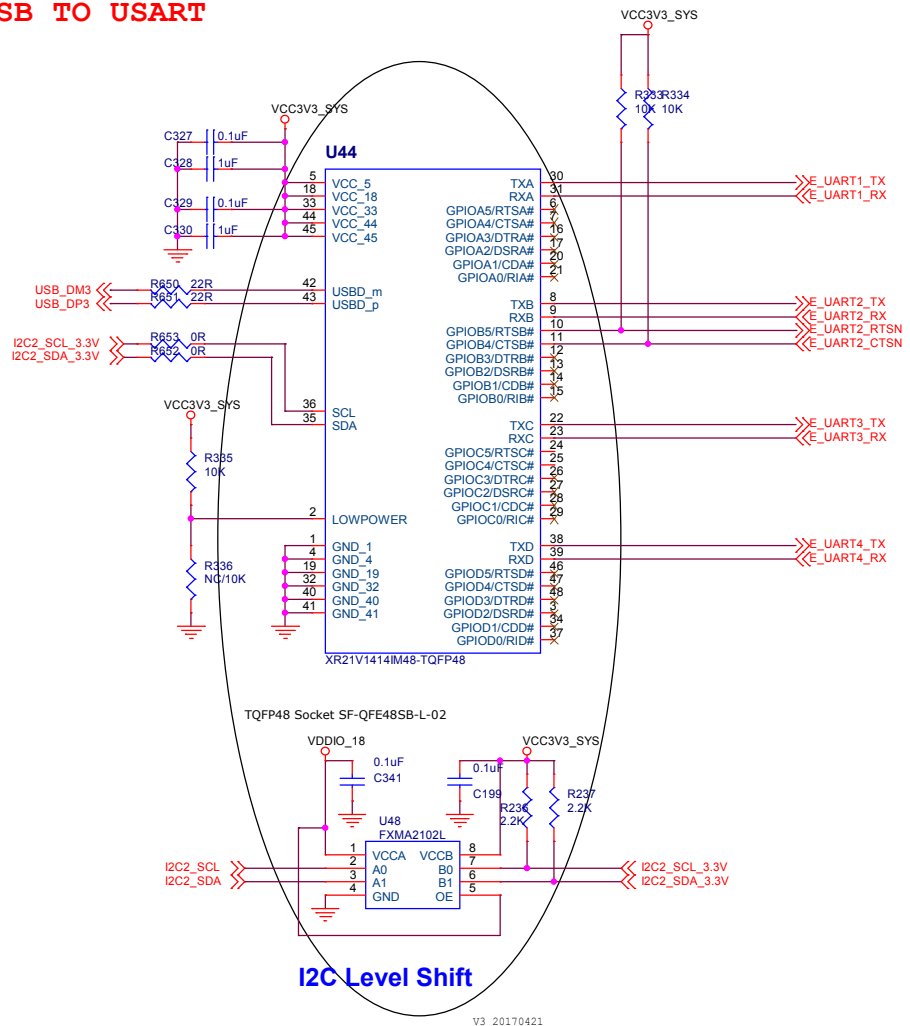 SB TO USART
VCC3V3_SYS
R333 R334
10K 10K
VCC3V3_SYS
C327 0.1uF
C328 1uF
C329 0.1uF
C330 1uF
U44
5 VCC_5
18 VCC_18
33 VCC_33
44 VCC_44
45 VCC_45
USB_DM3 R650 22R 42 USBD_m
USB_DP3 R651 22R 43 USBD_p
I2C2_SCL_3.3V R653 0R
I2C2_SDA_3.3V R652 0R
36 SCL
35 SDA
VCC3V3_SYS
R335
10K
2 LOWPOWER
R336
NC/10K
1 GND_1
4 GND_4
19 GND_19
32 GND_32
40 GND_40
41 GND_41
TXA 30 E_UART1_TX
RXA 31 E_UART1_RX
GPIOA5/RTSA# 6
GPIOA4/CTSA# 7
GPIOA3/DTRA# 16
GPIOA2/DSRA# 17
GPIOA1/CDA# 20
GPIOA0/RIA# 21
TXB 8 E_UART2_TX
RXB 9 E_UART2_RX
GPIOB5/RTSB# 10 E_UART2_RTSN
GPIOB4/CTSB# 11 E_UART2_CTSN
GPIOB3/DTRB# 12
GPIOB2/DSRB# 13
GPIOB1/CDB# 14
GPIOB0/RIB# 15
TXC 22 E_UART3_TX
RXC 23 E_UART3_RX
GPIOC5/RTSC# 24
GPIOC4/CTSC# 25
GPIOC3/DTRC# 26
GPIOC2/DSRC# 27
GPIOC1/CDC# 28
GPIOC0/RIC# 29
TXD 38 E_UART4_TX
RXD 39 E_UART4_RX
GPIOD5/RTSD# 46
GPIOD4/CTSD# 47
GPIOD3/DTRD# 48
GPIOD2/DSRD# 3
GPIOD1/CDD# 34
GPIOD0/RID# 37
XR21V1414IM48-TQFP48
TQFP48 Socket SF-QFE48SB-L-02
VDDIO_18
0.1uF
C341
VCC3V3_SYS
0.1uF
C199
R236
2.2K
R237
2.2K
U48
FXMA2102L
1 VCCA VCCB 8
I2C2_SCL 2 A0 B0 7 I2C2_SCL_3.3V
I2C2_SDA 3 A1 B1 6 I2C2_SDA_3.3V
4 GND OE 5
I2C Level Shift
V3 20170421